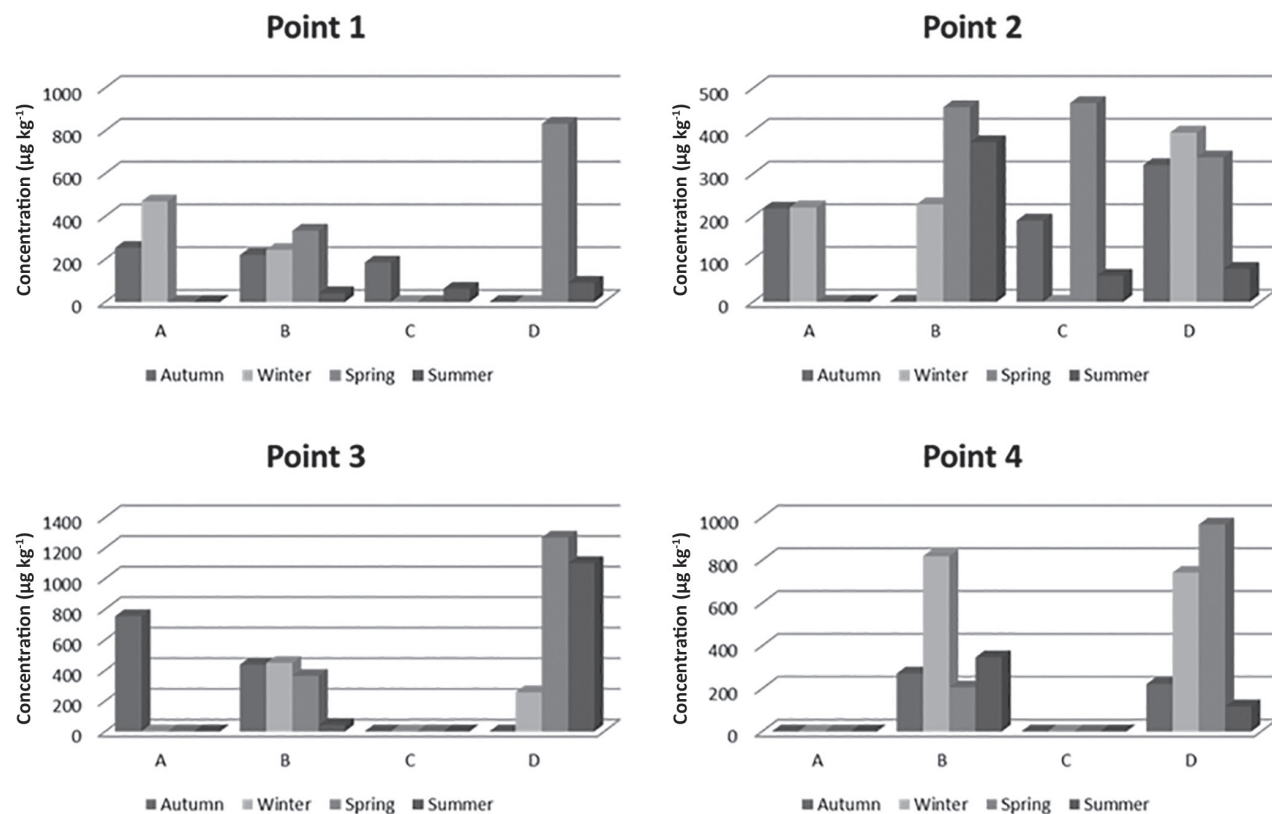 Point 1
Concentration (µg kg⁻¹)
1000
800
600
400
200
0
A B C D
Autumn Winter Spring Summer
Point 2
Concentration (µg kg⁻¹)
500
400
300
200
100
0
A B C D
Autumn Winter Spring Summer
Point 3
Concentration (µg kg⁻¹)
1400
1200
1000
800
600
400
200
0
A B C D
Autumn Winter Spring Summer
Point 4
Concentration (µg kg⁻¹)
1000
800
600
400
200
0
A B C D
Autumn Winter Spring Summer